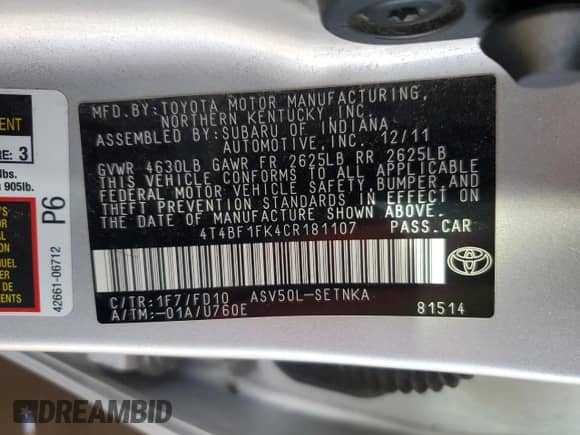 MFD.BY:TOYOTA MOTOR MANUFACTURING,
NORTHERN KENTUCKY INC.
ASSEMBLED BY:SUBARU OF INDIANA
AUTOMOTIVE,INC. 12/11
GVWR 4630LB GAWR FR 2625LB RR 2625LB
THIS VEHICLE CONFORMS TO ALL APPLICABLE
FEDERAL MOTOR VEHICLE SAFETY,BUMPER,AND
THEFT PREVENTION STANDARDS IN EFFECT ON
THE DATE OF MANUFACTURE SHOWN ABOVE.
4T4BF1FK4CR181107 PASS.CAR
C/TR:1F7/FD10 ASV50L-SETNKA
A/TM:-01A/U760E 81514
TOYOTA
ENT
RE: 3
lbs.
905lb.
P6
42661-06712
DREAMBID